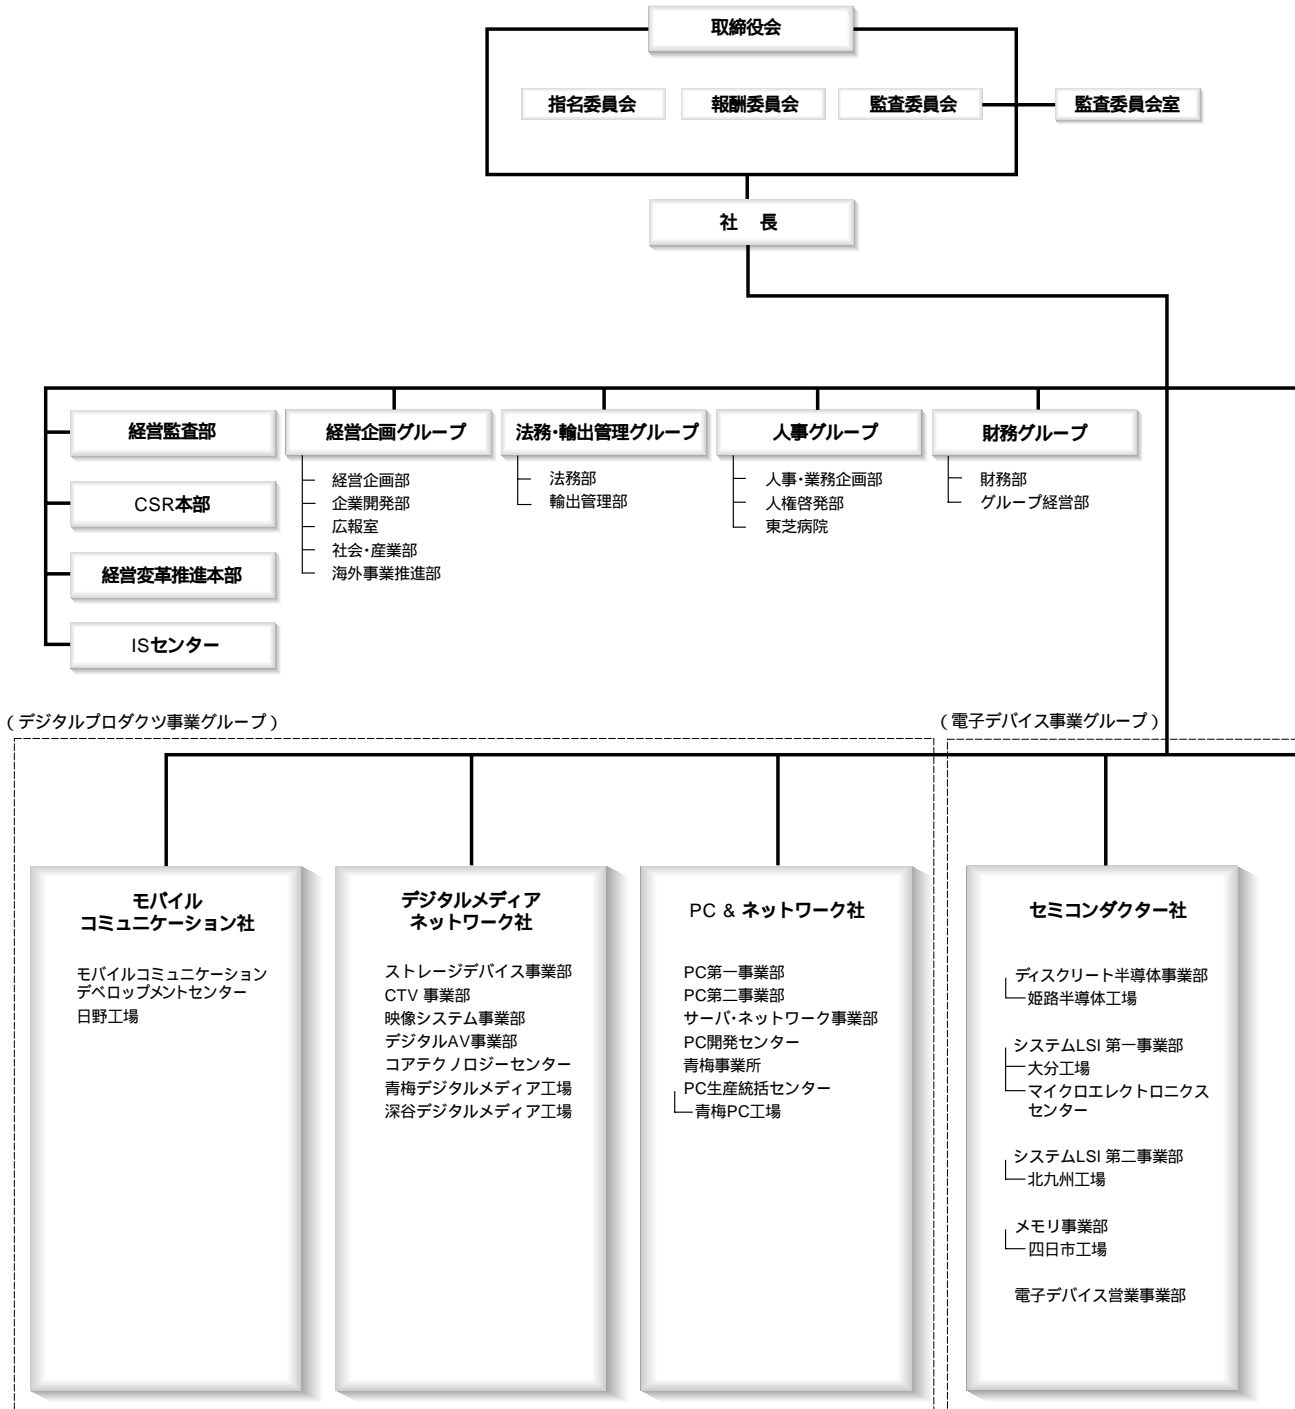 取締役会
指名委員会
報酬委員会
監査委員会
監査委員会室
社　長
経営監査部
CSR本部
経営変革推進本部
ISセンター
経営企画グループ
経営企画部
企業開発部
広報室
社会・産業部
海外事業推進部
法務・輸出管理グループ
法務部
輸出管理部
人事グループ
人事・業務企画部
人権啓発部
東芝病院
財務グループ
財務部
グループ経営部
（デジタルプロダクツ事業グループ）
モバイル
コミュニケーション社
モバイルコミュニケーション
デベロップメントセンター
日野工場
デジタルメディア
ネットワーク社
ストレージデバイス事業部
CTV 事業部
映像システム事業部
デジタルAV事業部
コアテクノロジーセンター
青梅デジタルメディア工場
深谷デジタルメディア工場
PC & ネットワーク社
PC第一事業部
PC第二事業部
サーバ・ネットワーク事業部
PC開発センター
青梅事業所
PC生産統括センター
青梅PC工場
（電子デバイス事業グループ）
セミコンダクター社
ディスクリート半導体事業部
姫路半導体工場
システムLSI 第一事業部
大分工場
マイクロエレクトロニクス
センター
システムLSI 第二事業部
北九州工場
メモリ事業部
四日市工場
電子デバイス営業事業部